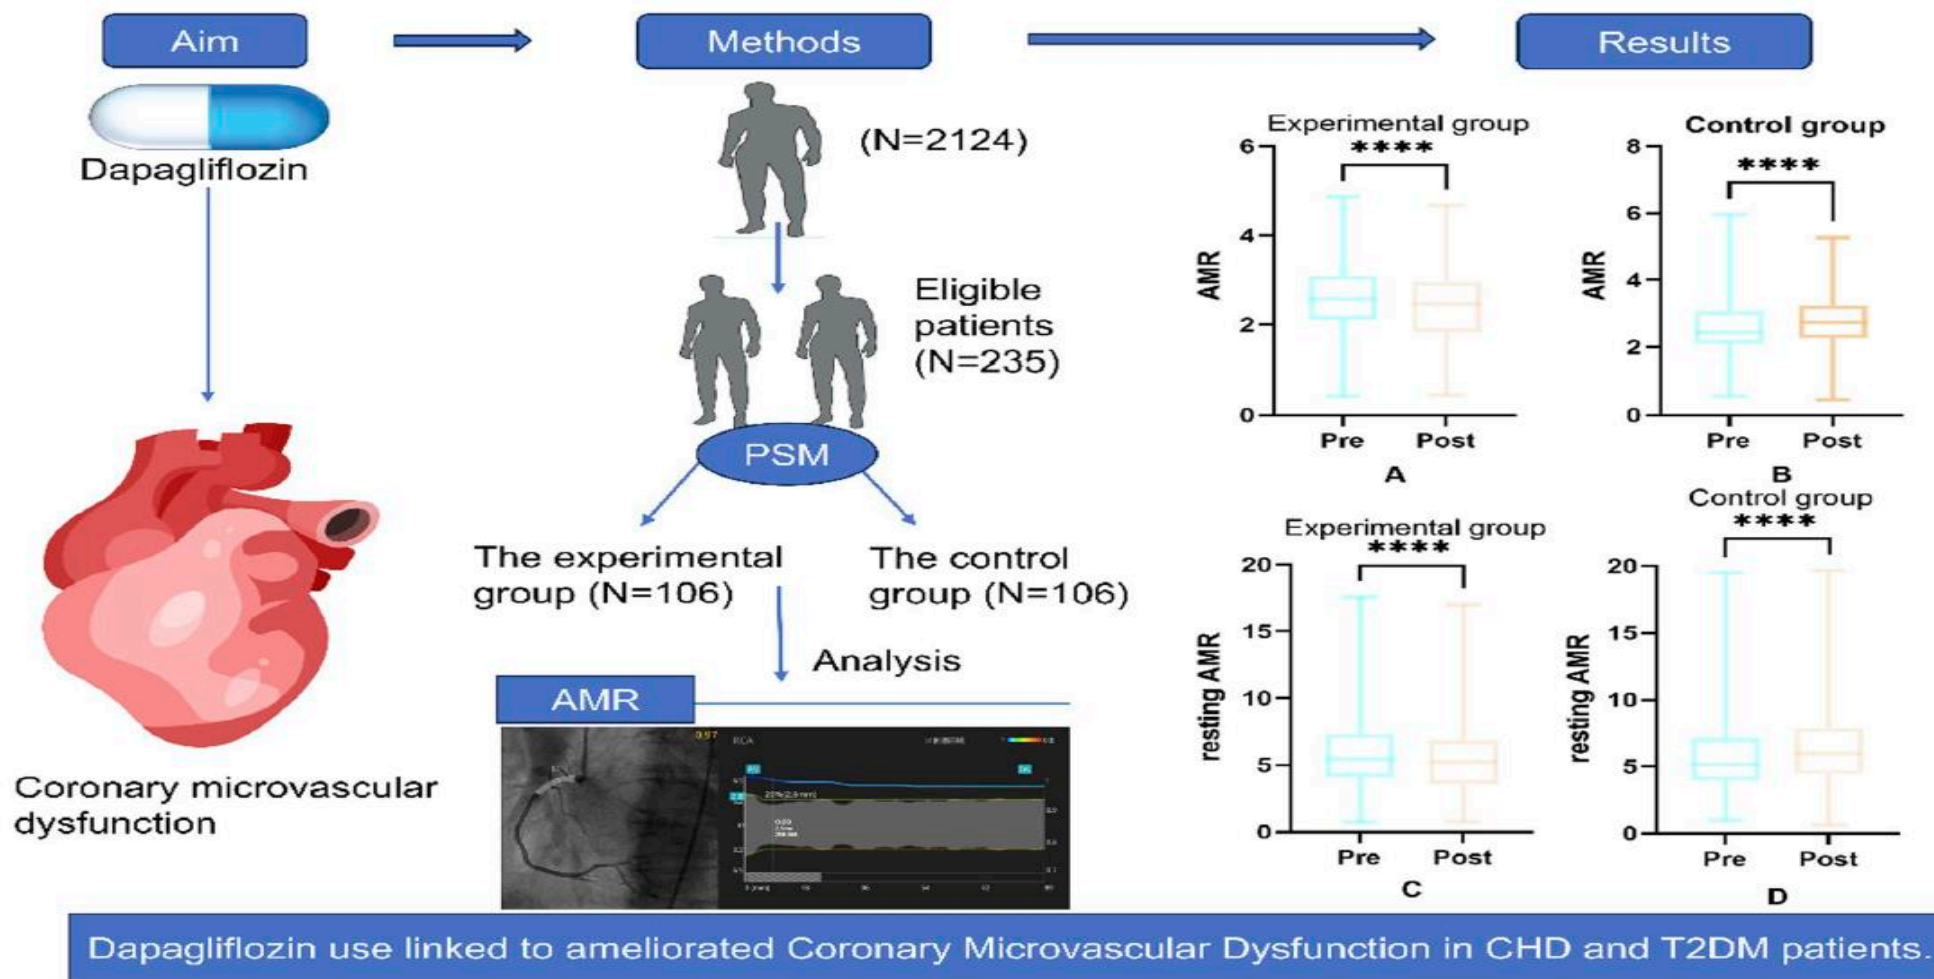 Aim
Methods
Results
Dapagliflozin
Coronary microvascular
dysfunction
(N=2124)
Eligible
patients
(N=235)
PSM
The experimental
group (N=106)
The control
group (N=106)
Analysis
AMR
0.97
RCA
Experimental group
****
6
4
2
0
AMR
Pre
Post
A
Control group
****
8
6
4
2
0
AMR
Pre
Post
B
Experimental group
****
20
15
10
5
0
resting AMR
Pre
Post
C
Control group
****
20
15
10
5
0
resting AMR
Pre
Post
D
Dapagliflozin use linked to ameliorated Coronary Microvascular Dysfunction in CHD and T2DM patients.